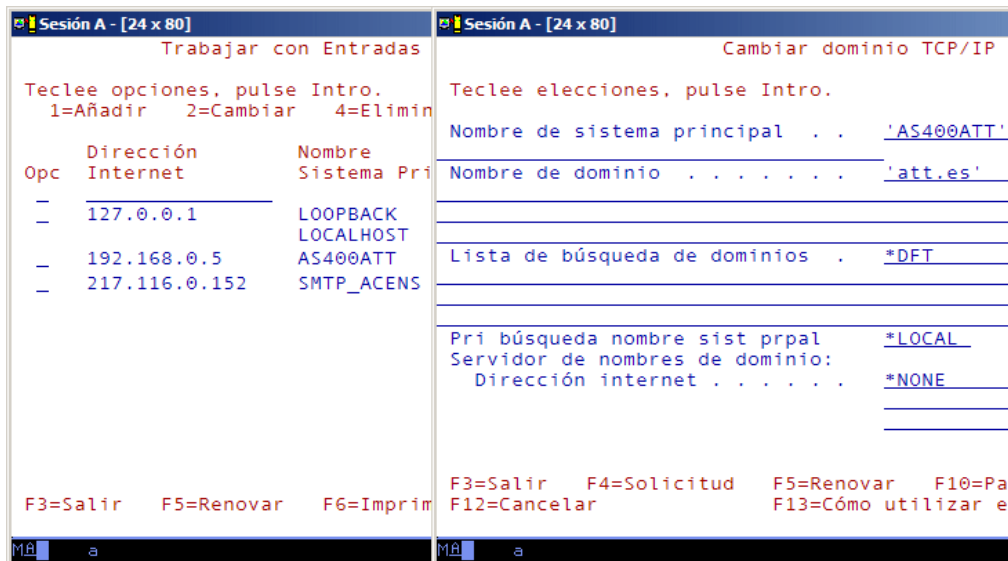 Sesión A - [24 x 80]
Trabajar con Entradas
Teclee opciones, pulse Intro.
1=Añadir 2=Cambiar 4=Elimin
Dirección Nombre
Opc Internet Sistema Pri
127.0.0.1 LOOPBACK
LOCALHOST
192.168.0.5 AS400ATT
217.116.0.152 SMTP_ACENS
F3=Salir F5=Renovar F6=Imprim
MA a
Sesión A - [24 x 80]
Cambiar dominio TCP/IP
Teclee elecciones, pulse Intro.
Nombre de sistema principal . . 'AS400ATT'
Nombre de dominio . . . . . . . 'att.es'
Lista de búsqueda de dominios . *DFT
Pri búsqueda nombre sist prpal *LOCAL
Servidor de nombres de dominio:
Dirección internet . . . . . . *NONE
F3=Salir F4=Solicitud F5=Renovar F10=Pa
F12=Cancelar F13=Cómo utilizar e
MA a